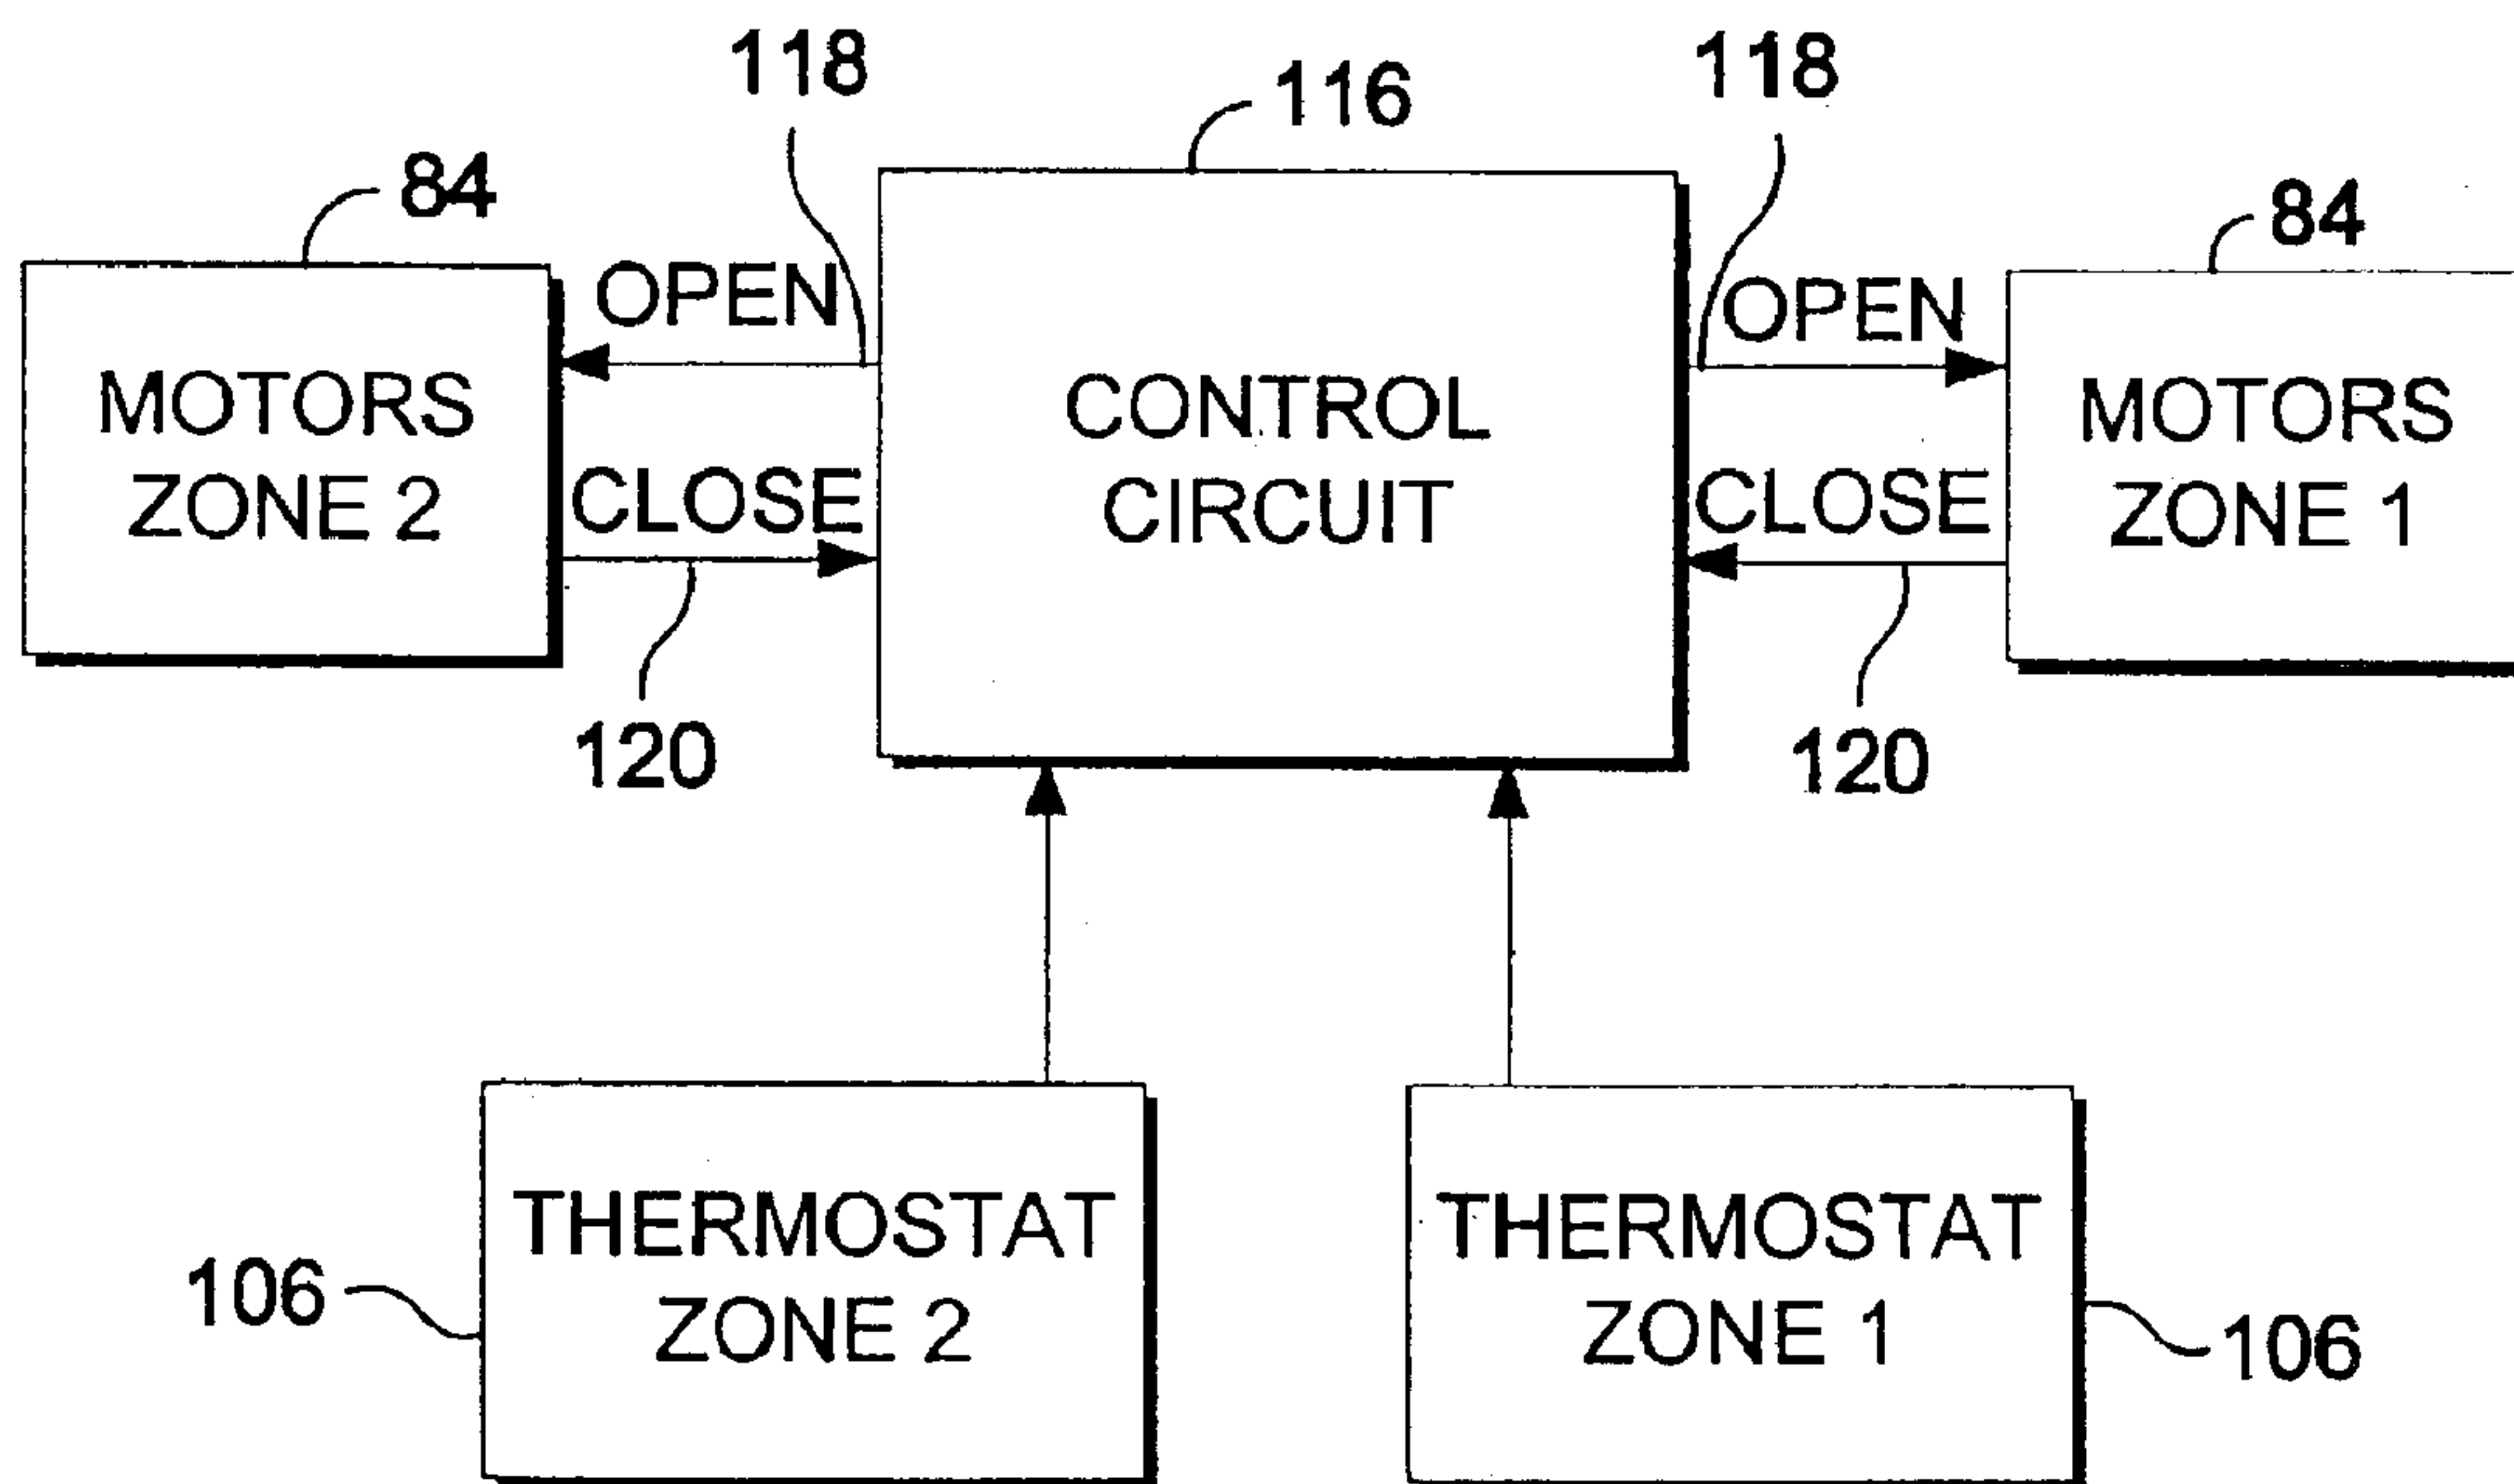 118
116
118
84
84
OPEN
OPEN
MOTORS
ZONE 2
CONTROL
CIRCUIT
MOTORS
ZONE 1
CLOSE
CLOSE
120
120
THERMOSTAT
ZONE 2
THERMOSTAT
ZONE 1
106
106